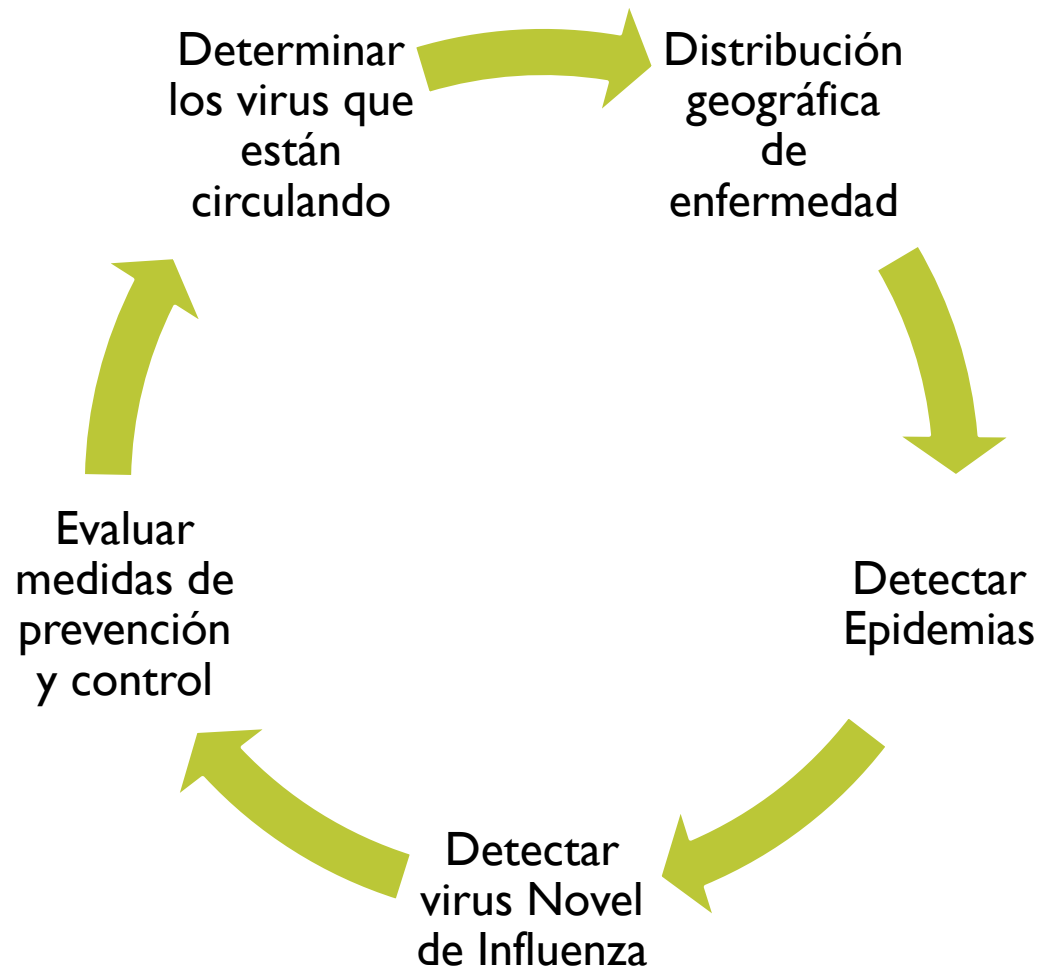 Determinar
los virus que
están
circulando
Distribución
geográfica
de
enfermedad
Detectar
Epidemias
Detectar
virus Novel
de Influenza
Evaluar
medidas de
prevención
y control